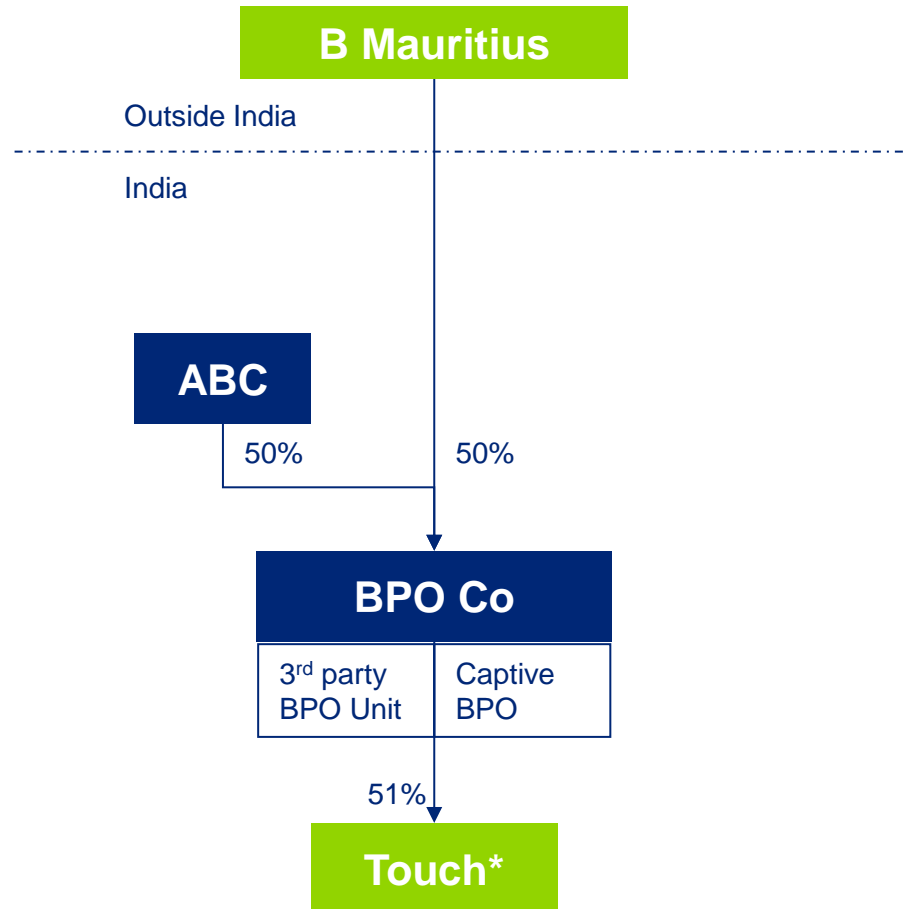 B Mauritius
Outside India
India
ABC
50%
50%
BPO Co
3rd party
BPO Unit
Captive
BPO
51%
Touch*